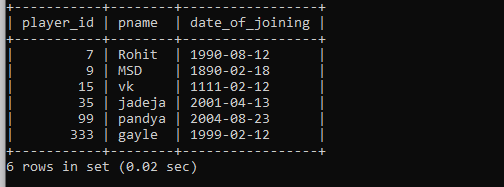 +-----------+--------+-----------------+
| player_id | pname  | date_of_joining |
+-----------+--------+-----------------+
|         7 | Rohit  | 1990-08-12      |
|         9 | MSD    | 1890-02-18      |
|        15 | vk     | 1111-02-12      |
|        35 | jadeja | 2001-04-13      |
|        99 | pandya | 2004-08-23      |
|       333 | gayle  | 1999-02-12      |
+-----------+--------+-----------------+
6 rows in set (0.02 sec)